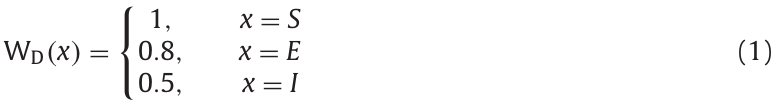 1, x = S
W_D(x) = { 0.8, x = E (1)
0.5, x = I